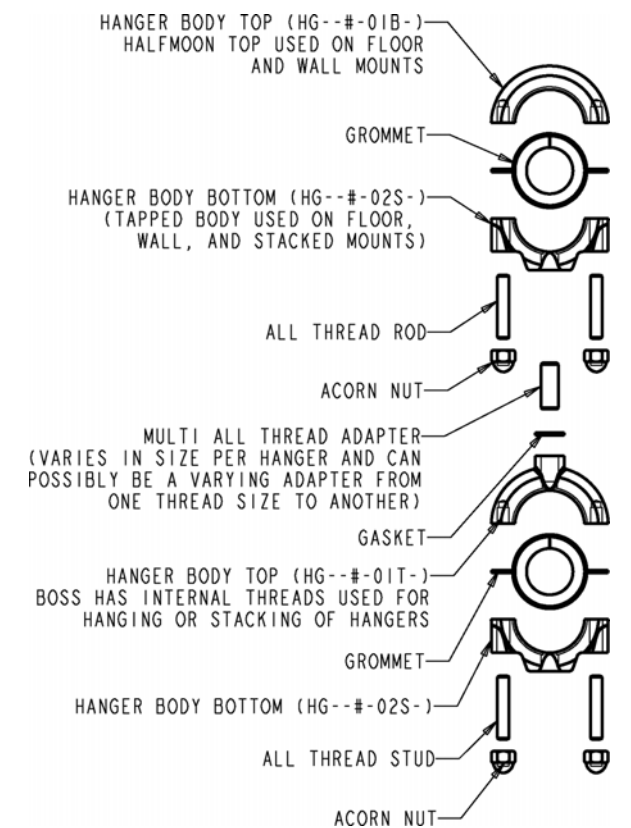 HANGER BODY TOP (HG--#-01B-)
HALFMOON TOP USED ON FLOOR
AND WALL MOUNTS
GROMMET
HANGER BODY BOTTOM (HG--#-02S-)
(TAPPED BODY USED ON FLOOR,
WALL, AND STACKED MOUNTS)
ALL THREAD ROD
ACORN NUT
MULTI ALL THREAD ADAPTER
(VARIES IN SIZE PER HANGER AND CAN
POSSIBLY BE A VARYING ADAPTER FROM
ONE THREAD SIZE TO ANOTHER)
GASKET
HANGER BODY TOP (HG--#-01T-)
BOSS HAS INTERNAL THREADS USED FOR
HANGING OR STACKING OF HANGERS
GROMMET
HANGER BODY BOTTOM (HG--#-02S-)
ALL THREAD STUD
ACORN NUT